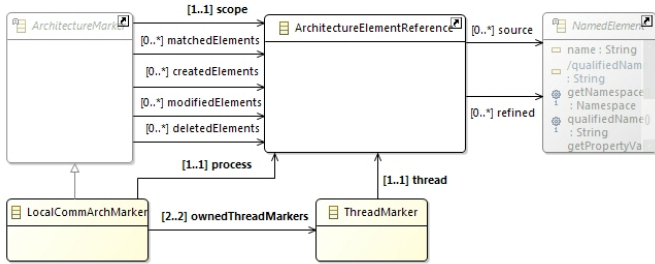 [1..1] scope
ArchitectureMarker
ArchitectureElementReference
NamedElement
[0..*] matchedElements
[0..*] source
name : String
[0..*] createdElements
/qualifiedNam
: String
getNamespace
[0..*] modifiedElements
[0..*] refined
: Namespace
qualifiedName()
[0..*] deletedElements
: String
getPropertyVa
[1..1] process
[1..1] thread
LocalCommArchMarker
[2..2] ownedThreadMarkers
ThreadMarker